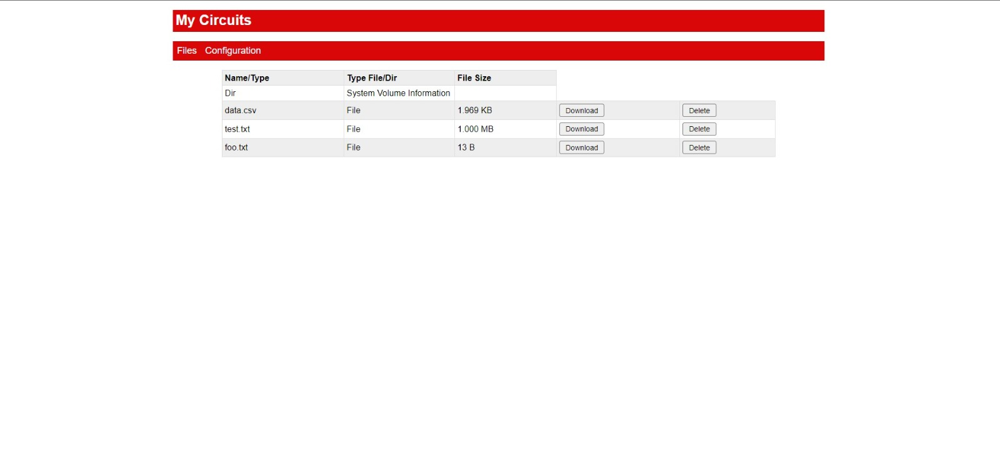 My Circuits
Files Configuration
Name/Type Type File/Dir File Size
Dir System Volume Information
data.csv File 1.969 KB Download Delete
test.txt File 1.000 MB Download Delete
foo.txt File 13 B Download Delete